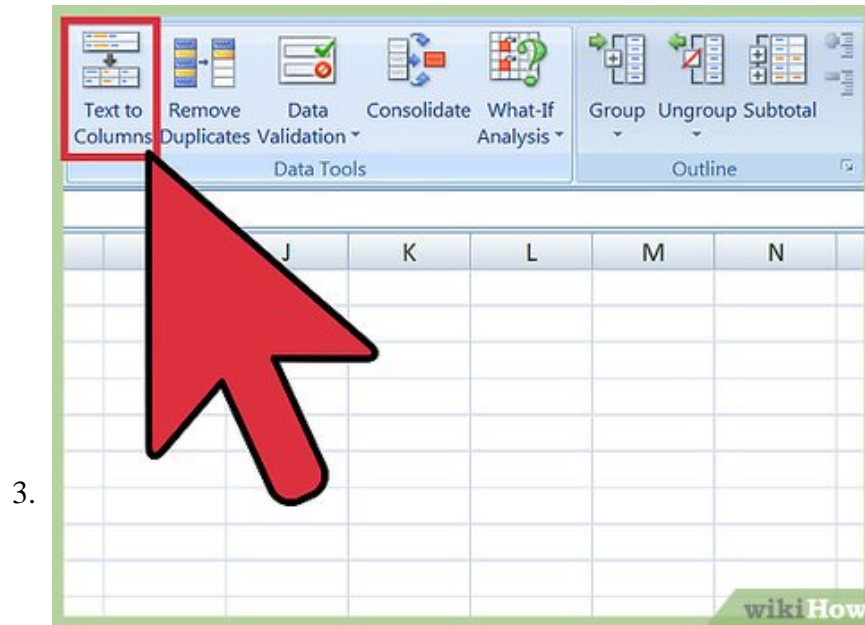 Text to Remove Data Consolidate What-If Group Ungroup Subtotal
Columns Duplicates Validation Analysis
Data Tools Outline
J K L M N
3.
wikiHow